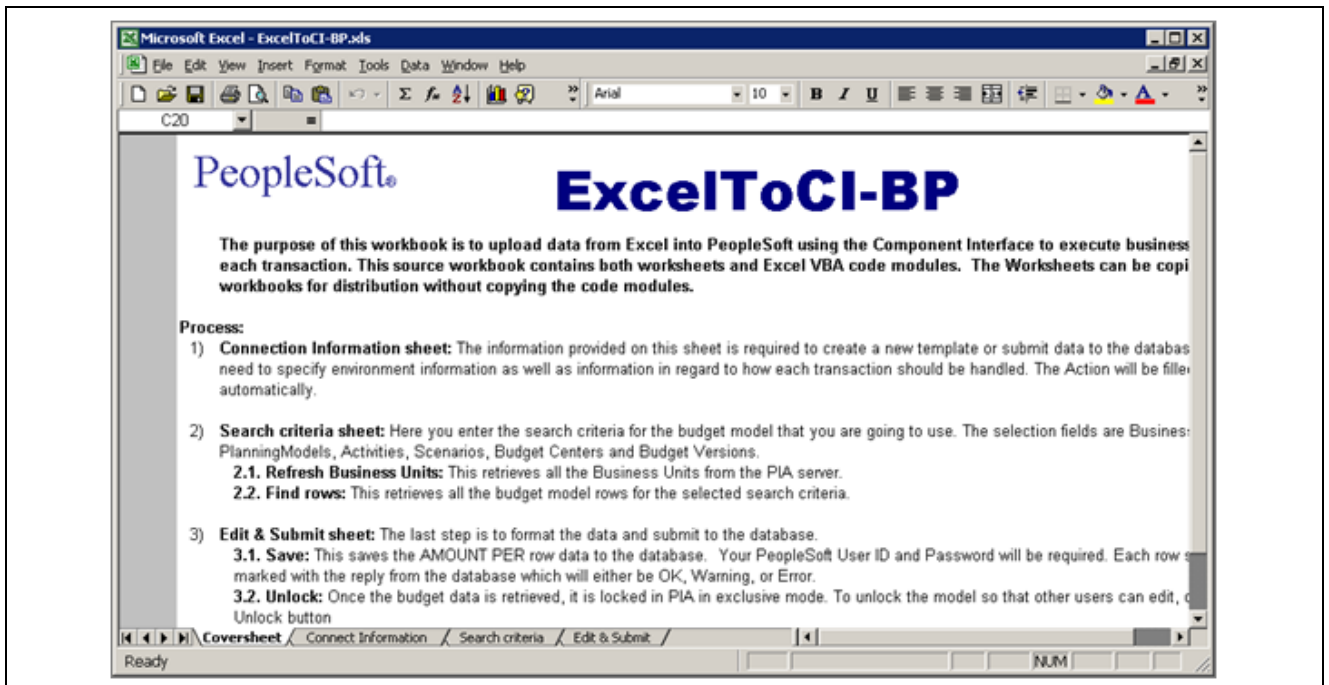 Microsoft Excel - ExcelToCI-BP.xls
File Edit View Insert Format Tools Data Window Help
Arial 10 B I U
C20 =
PeopleSoft®
ExcelToCI-BP
The purpose of this workbook is to upload data from Excel into PeopleSoft using the Component Interface to execute business
each transaction. This source workbook contains both worksheets and Excel VBA code modules. The Worksheets can be copi
workbooks for distribution without copying the code modules.
Process:
1) Connection Information sheet: The information provided on this sheet is required to create a new template or submit data to the databas
need to specify environment information as well as information in regard to how each transaction should be handled. The Action will be fille
automatically.
2) Search criteria sheet: Here you enter the search criteria for the budget model that you are going to use. The selection fields are Busines
PlanningModels, Activities, Scenarios, Budget Centers and Budget Versions.
2.1. Refresh Business Units: This retrieves all the Business Units from the PIA server.
2.2. Find rows: This retrieves all the budget model rows for the selected search criteria.
3) Edit & Submit sheet: The last step is to format the data and submit to the database.
3.1. Save: This saves the AMOUNT PER row data to the database. Your PeopleSoft User ID and Password will be required. Each row
marked with the reply from the database which will either be OK, Warning, or Error.
3.2. Unlock: Once the budget data is retrieved, it is locked in PIA in exclusive mode. To unlock the model so that other users can edit,
Unlock button
Coversheet Connect Information Search criteria Edit & Submit
Ready NUM